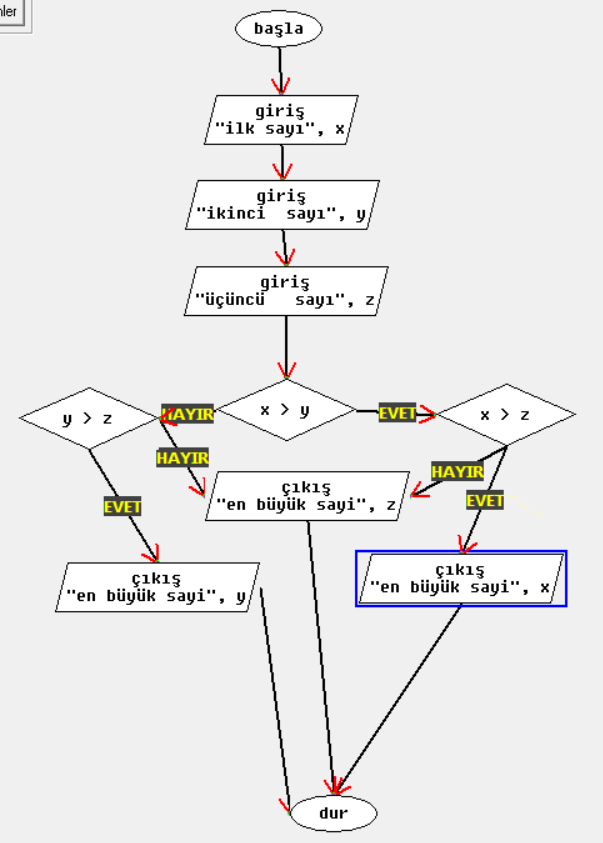 nler
başla
giriş
"ilk sayı", x
giriş
"ikinci sayı", y
giriş
"üçüncü sayı", z
y > z
HAYIR
x > y
EVET
x > z
HAYIR
HAYIR
EVET
EVET
çıkış
"en büyük sayi", z
çıkış
"en büyük sayi", y
çıkış
"en büyük sayi", x
dur